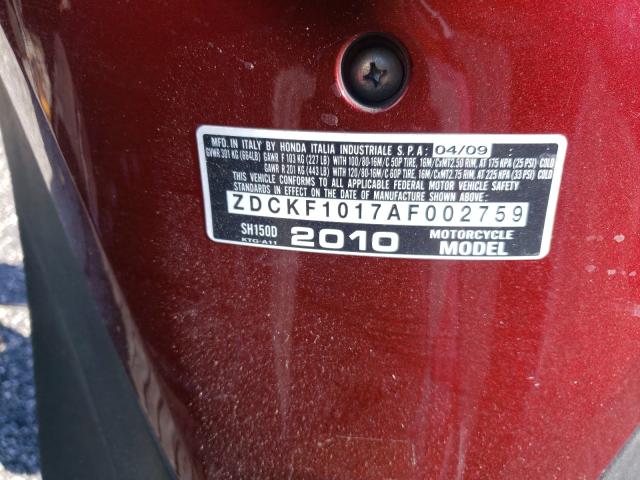 MFD. IN ITALY BY HONDA ITALIA INDUSTRIALE S.P.A: 04/09
GVWR 301 KG (664LB) GAWR F 103 KG (227 LB) WITH 100/80-16M/C 50P TIRE, 16M/CxMT2.50 RIM, AT 175 KPA (25 PSI) COLD
GAWR R 201 KG (443 LB) WITH 120/80-16M/C 60P TIRE, 16M/CxMT2.75 RIM, AT 225 KPA (33 PSI) COLD
THIS VEHICLE CONFORMS TO ALL APPLICABLE FEDERAL MOTOR VEHICLE SAFETY
STANDARDS IN EFFECT ON THE DATE OF MANUFACTURE SHOWN ABOVE.
ZDCKF1017AF002759
SH150D 2010 MOTORCYCLE
KTG-A11 MODEL